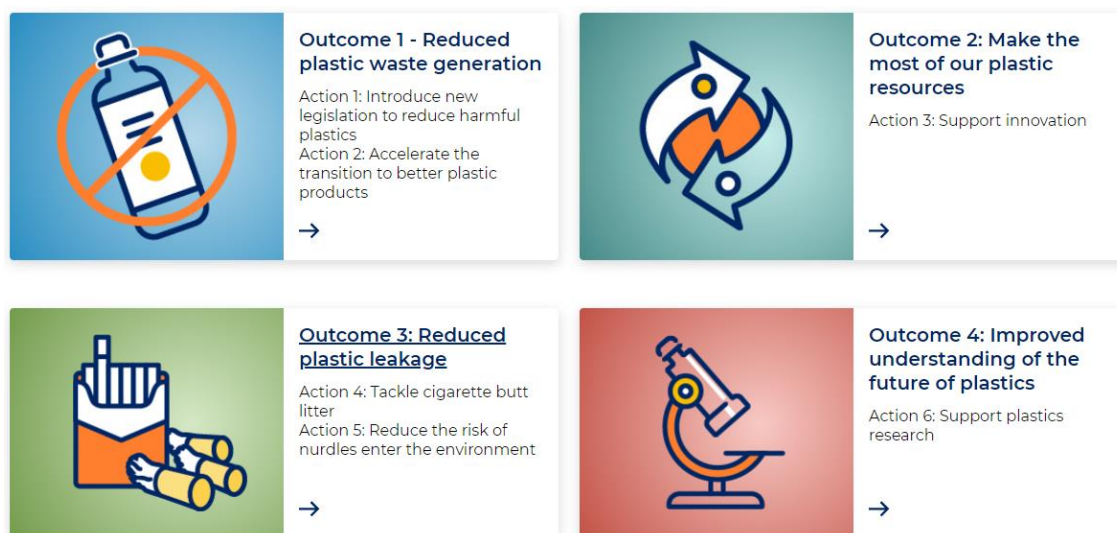 Outcome 1 - Reduced
plastic waste generation
Action 1: Introduce new
legislation to reduce harmful
plastics
Action 2: Accelerate the
transition to better plastic
products
Outcome 2: Make the
most of our plastic
resources
Action 3: Support innovation
Outcome 3: Reduced
plastic leakage
Action 4: Tackle cigarette butt
litter
Action 5: Reduce the risk of
nurdles enter the environment
Outcome 4: Improved
understanding of the
future of plastics
Action 6: Support plastics
research